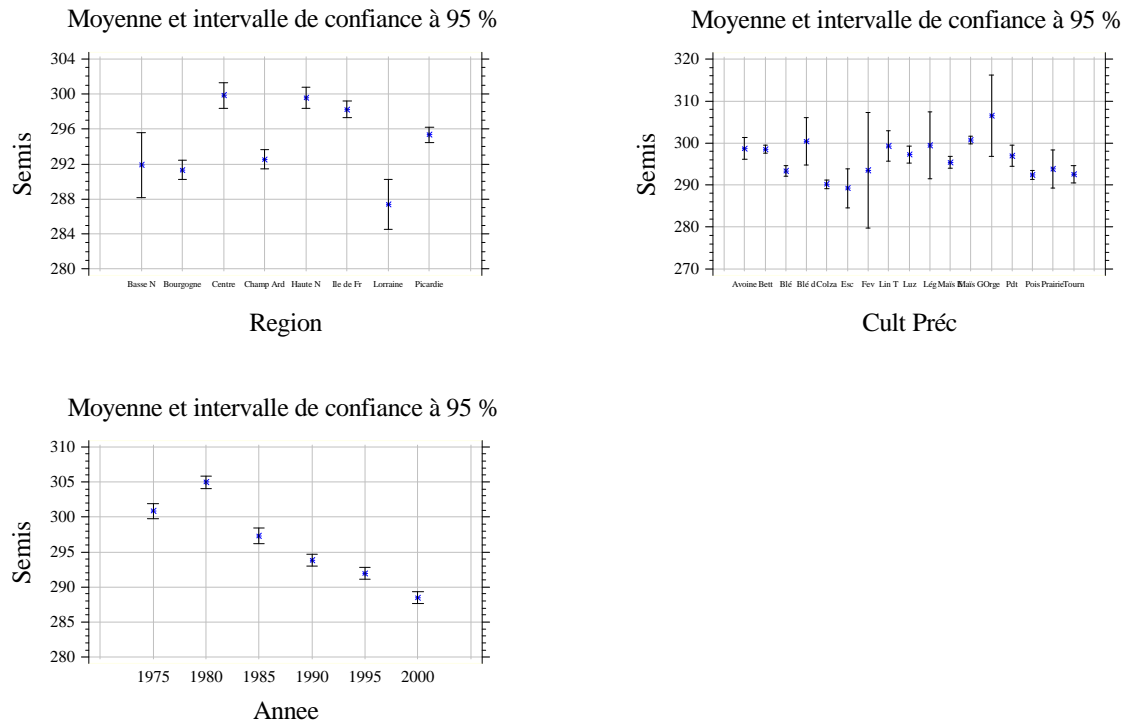 Moyenne et intervalle de confiance à 95 %
304
300
296
292
288
284
280
Semis
Basse N Bourgogne Centre Champ Ard Haute N Ile de Fr Lorraine Picardie
Region
Moyenne et intervalle de confiance à 95 %
320
310
300
290
280
270
Semis
Avoine Bett Blé Blé d Colza Esc Fev Lin T Luz Lég Maïs Maïs G Orge Pdt Pois Prairie Tourn
Cult Préc
Moyenne et intervalle de confiance à 95 %
310
305
300
295
290
285
280
Semis
1975 1980 1985 1990 1995 2000
Annee